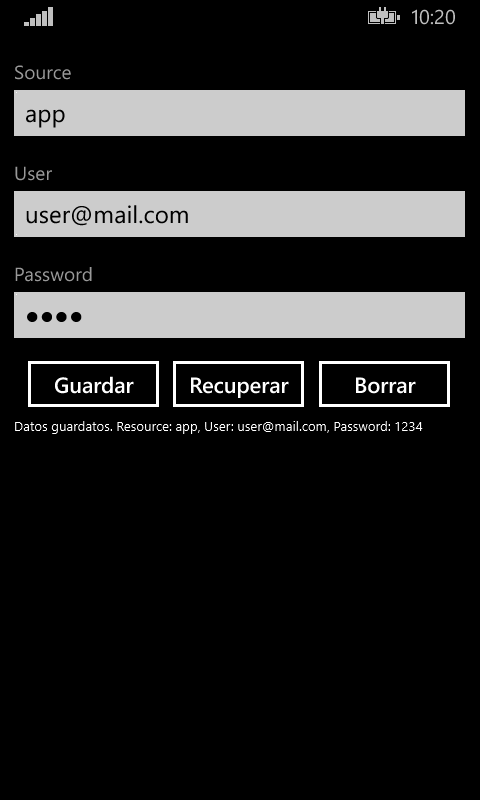 10:20
Source
app
User
user@mail.com
Password
••••
Guardar Recuperar Borrar
Datos guardatos. Resource: app, User: user@mail.com, Password: 1234